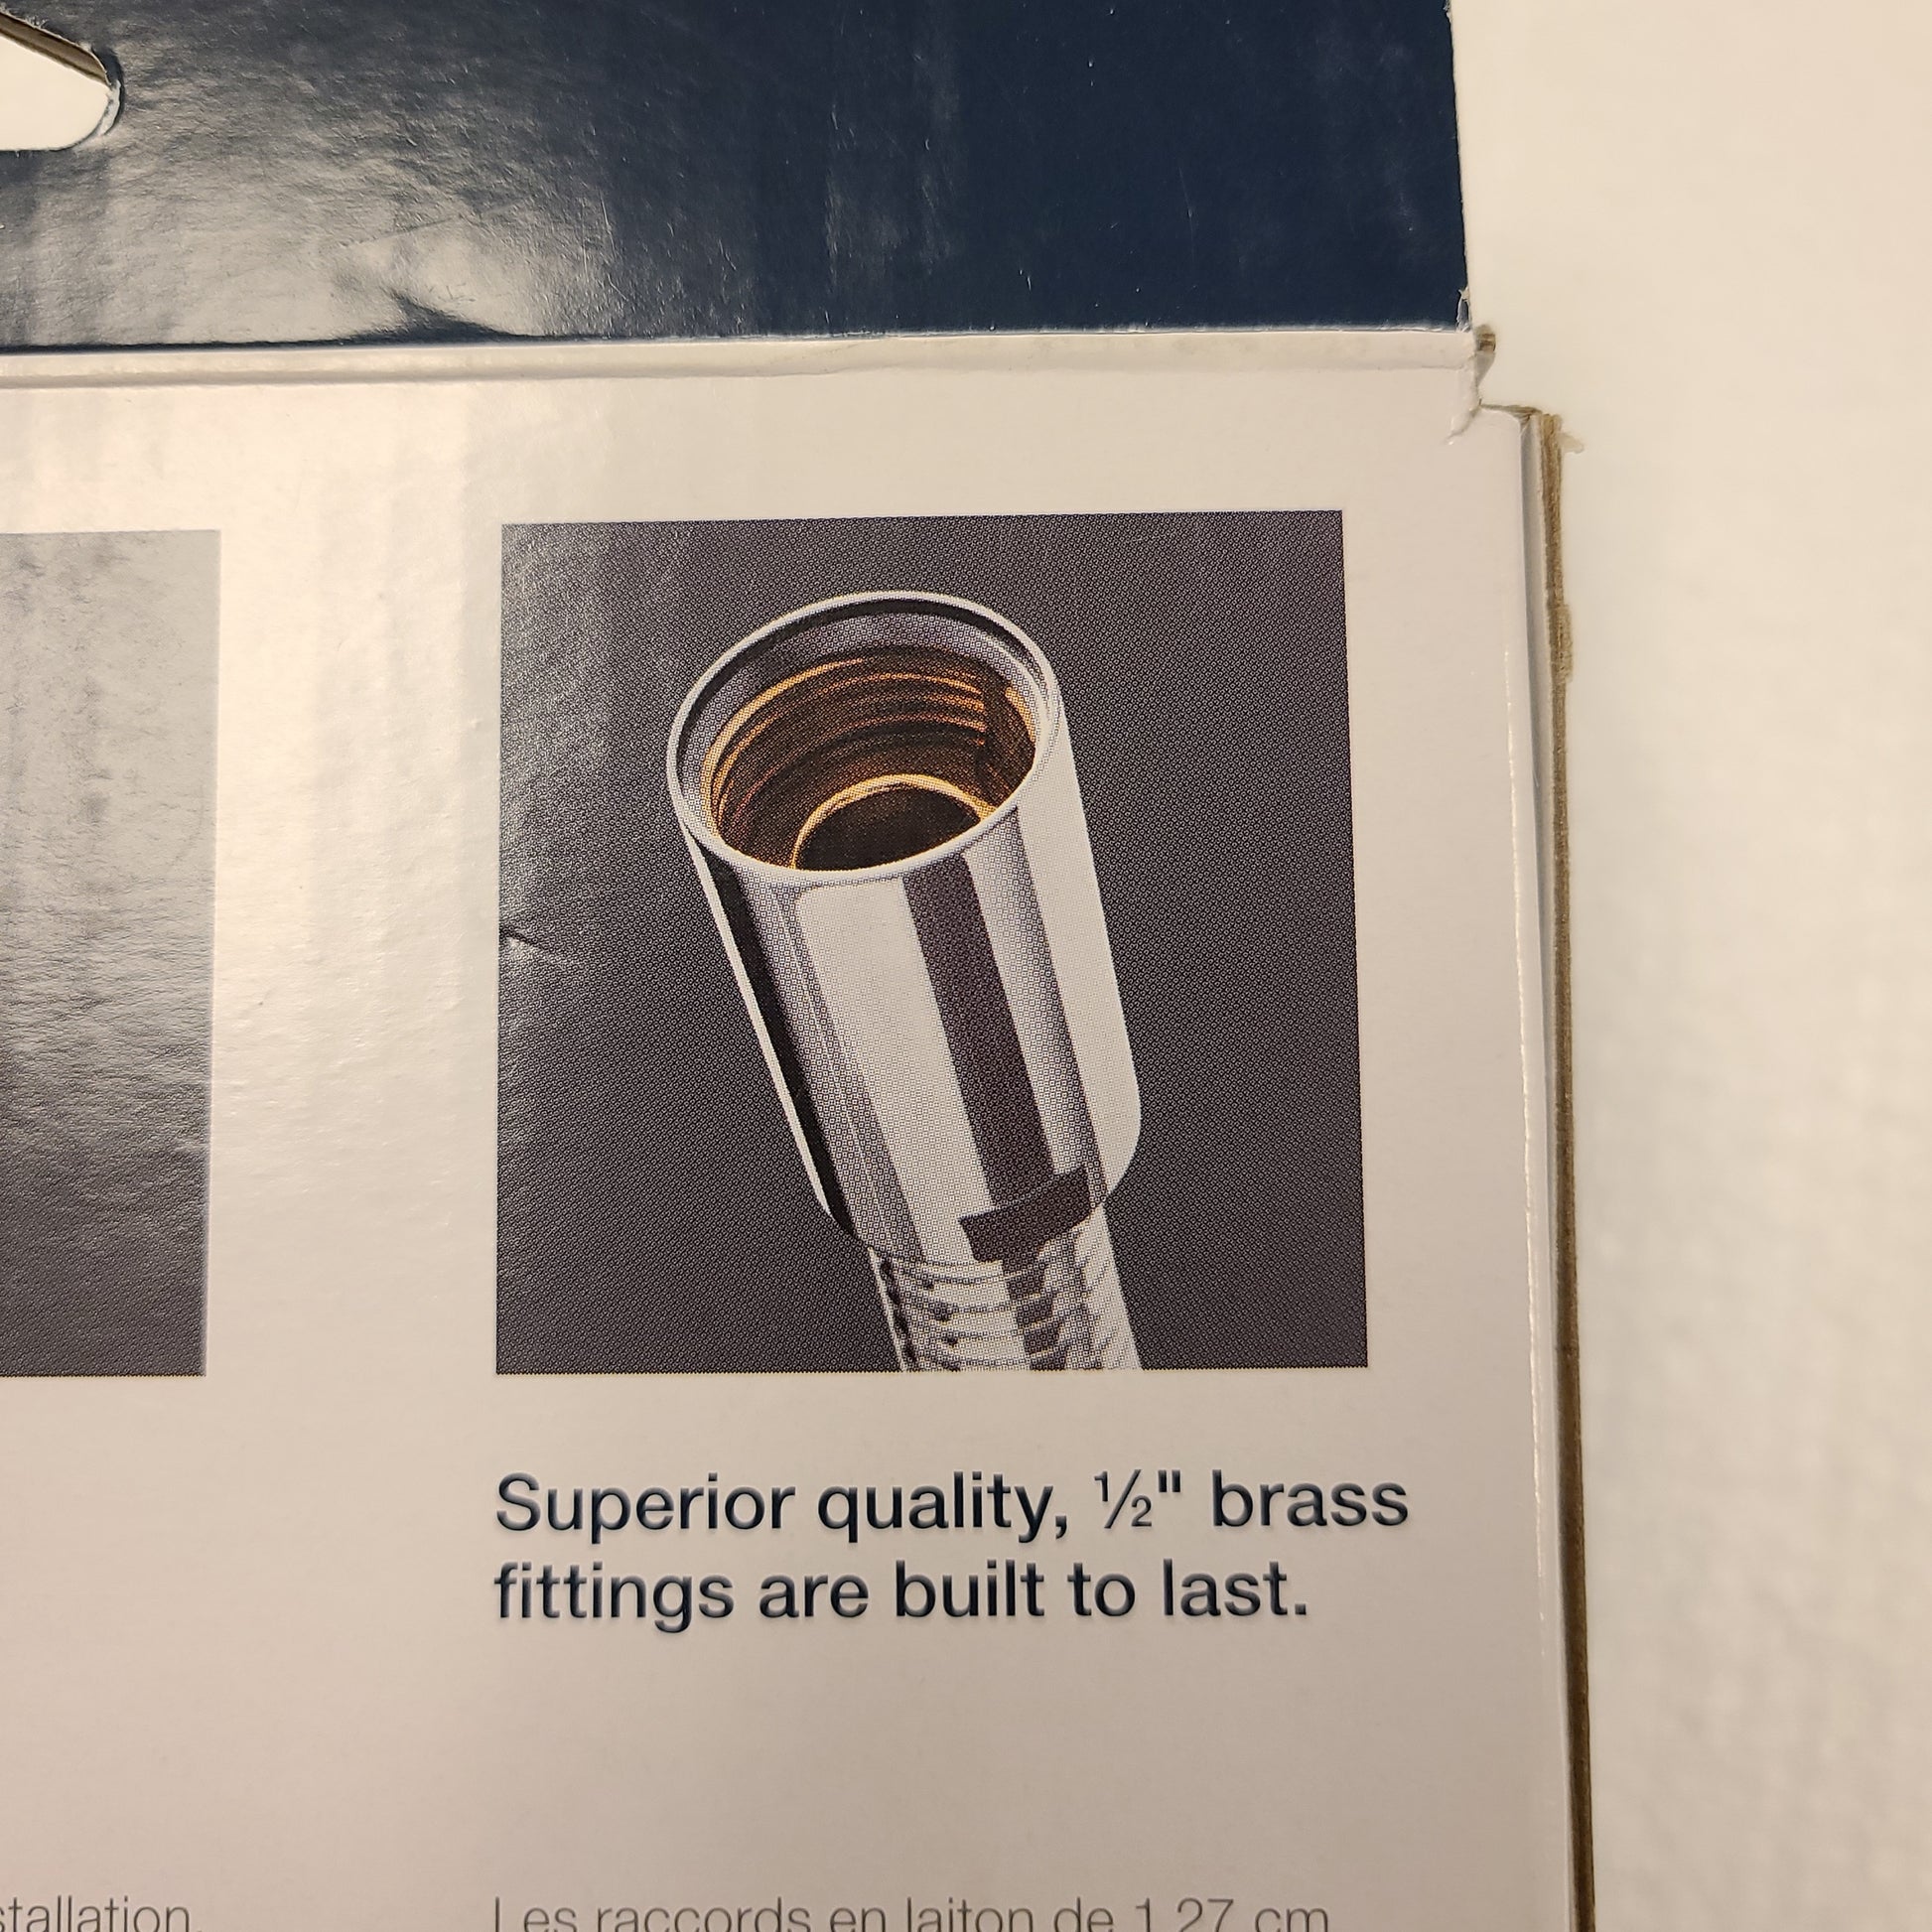 Superior quality, ½" brass
fittings are built to last.
stallation.
Les raccords en laiton de 1,27 cm